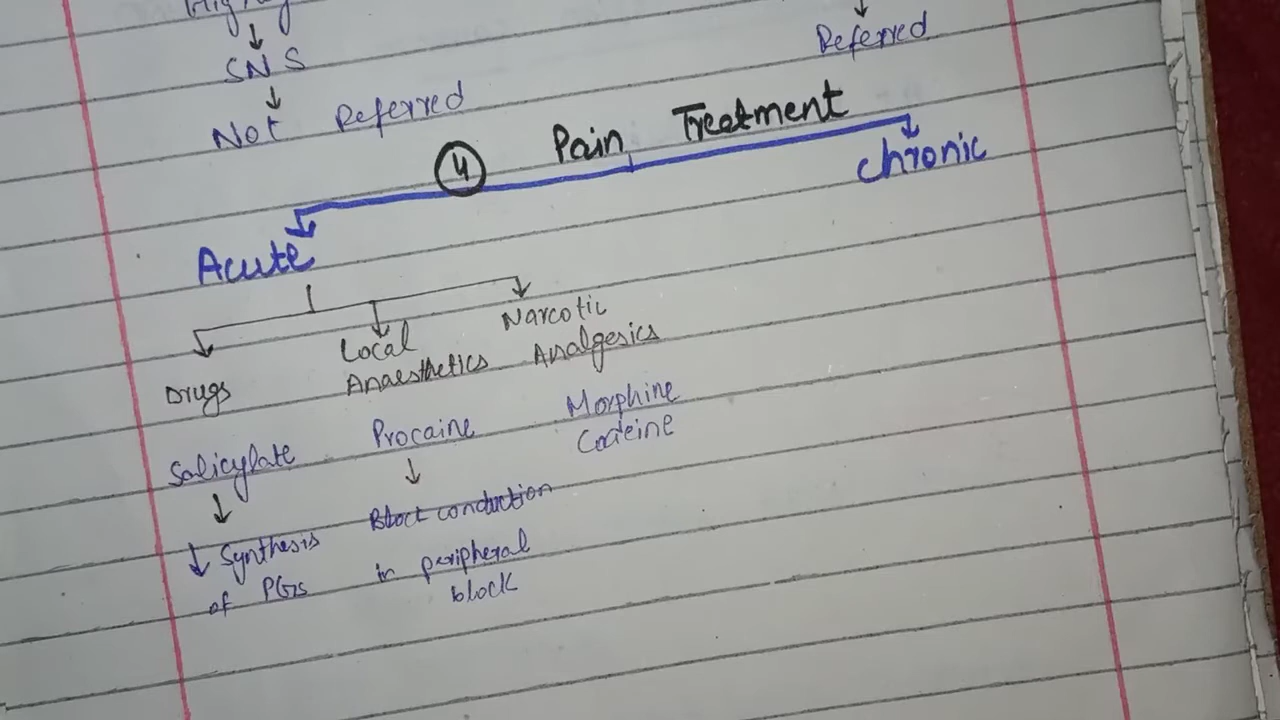 SNS
Not Referred
Referred
4 Pain Treatment
Acute
chronic
Drugs
Local
Anaesthetics
Narcotic
Analgesics
Salicylate
↓ Synthesis
of PGs
Procaine
Block conduction
in peripheral
block
Morphine
Codeine